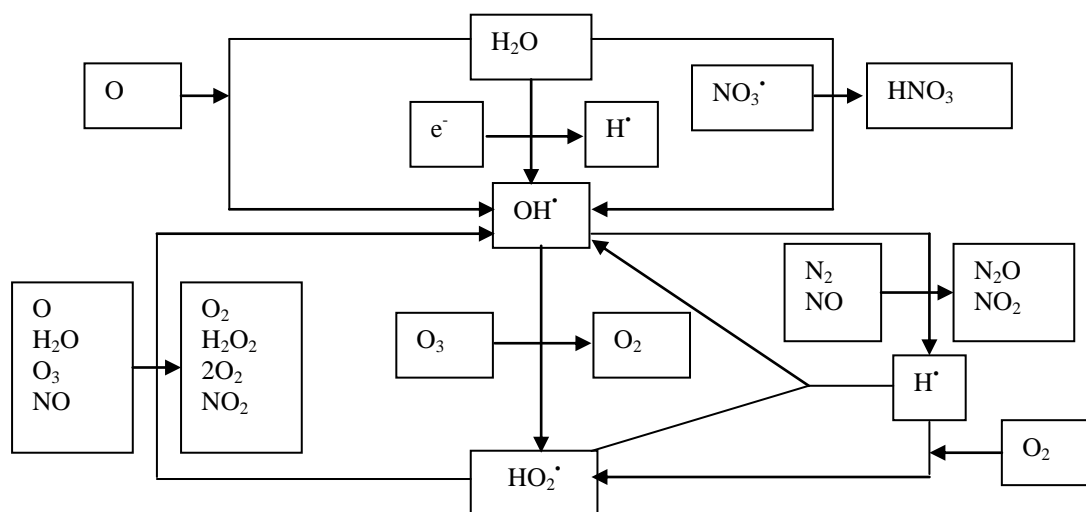 H₂O
O
NO₃•
HNO₃
e⁻
H•
OH•
N₂
NO
N₂O
NO₂
O
H₂O
O₃
NO
O₂
H₂O₂
2O₂
NO₂
O₃
O₂
H•
HO₂•
O₂